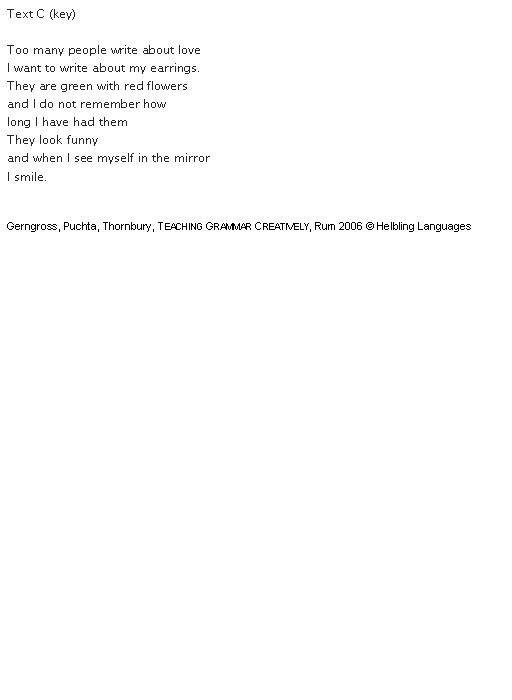 Text C (key)
Too many people write about love
I want to write about my earrings.
They are green with red flowers
and I do not remember how
long I have had them
They look funny
and when I see myself in the mirror
I smile.
Gerngross, Puchta, Thornbury, TEACHING GRAMMAR CREATIVELY, Rum 2006 © Helbling Languages